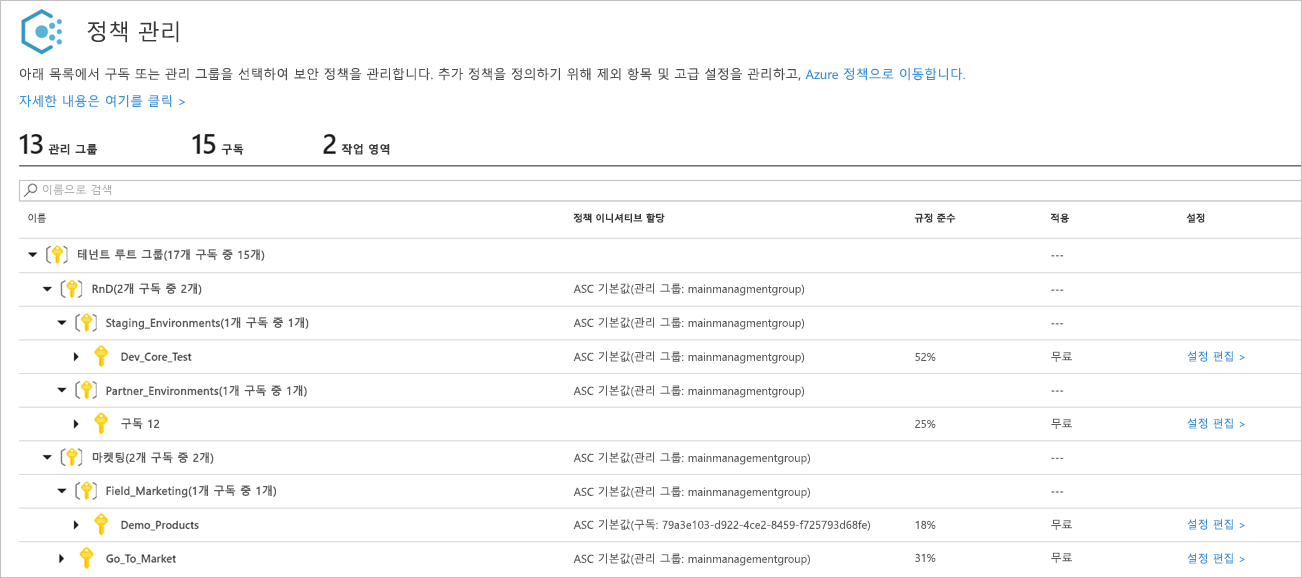 정책 관리
아래 목록에서 구독 또는 관리 그룹을 선택하여 보안 정책을 관리합니다. 추가 정책을 정의하기 위해 제외 항목 및 고급 설정을 관리하고, Azure 정책으로 이동합니다.
자세한 내용은 여기를 클릭 >
13 관리 그룹 15 구독 2 작업 영역
이름으로 검색
이름 정책 이니셔티브 할당 규정 준수 적용 설정
테넌트 루트 그룹(17개 구독 중 15개) ---
RnD(2개 구독 중 2개) ASC 기본값(관리 그룹: mainmanagmentgroup) ---
Staging_Environments(1개 구독 중 1개) ASC 기본값(관리 그룹: mainmanagmentgroup) ---
Dev_Core_Test ASC 기본값(관리 그룹: mainmanagmentgroup) 52% 무료 설정 편집 >
Partner_Environments(1개 구독 중 1개) ASC 기본값(관리 그룹: mainmanagmentgroup) ---
구독 12 ASC 기본값(관리 그룹: mainmanagmentgroup) 25% 무료 설정 편집 >
마켓팅(2개 구독 중 2개) ASC 기본값(관리 그룹: mainmanagementgroup) ---
Field_Marketing(1개 구독 중 1개) ASC 기본값(관리 그룹: mainmanagementgroup) ---
Demo_Products ASC 기본값(구독: 79a3e103-d922-4ce2-8459-f725793d68fe) 18% 무료 설정 편집 >
Go_To_Market ASC 기본값(관리 그룹: mainmanagementgroup) 31% 무료 설정 편집 >